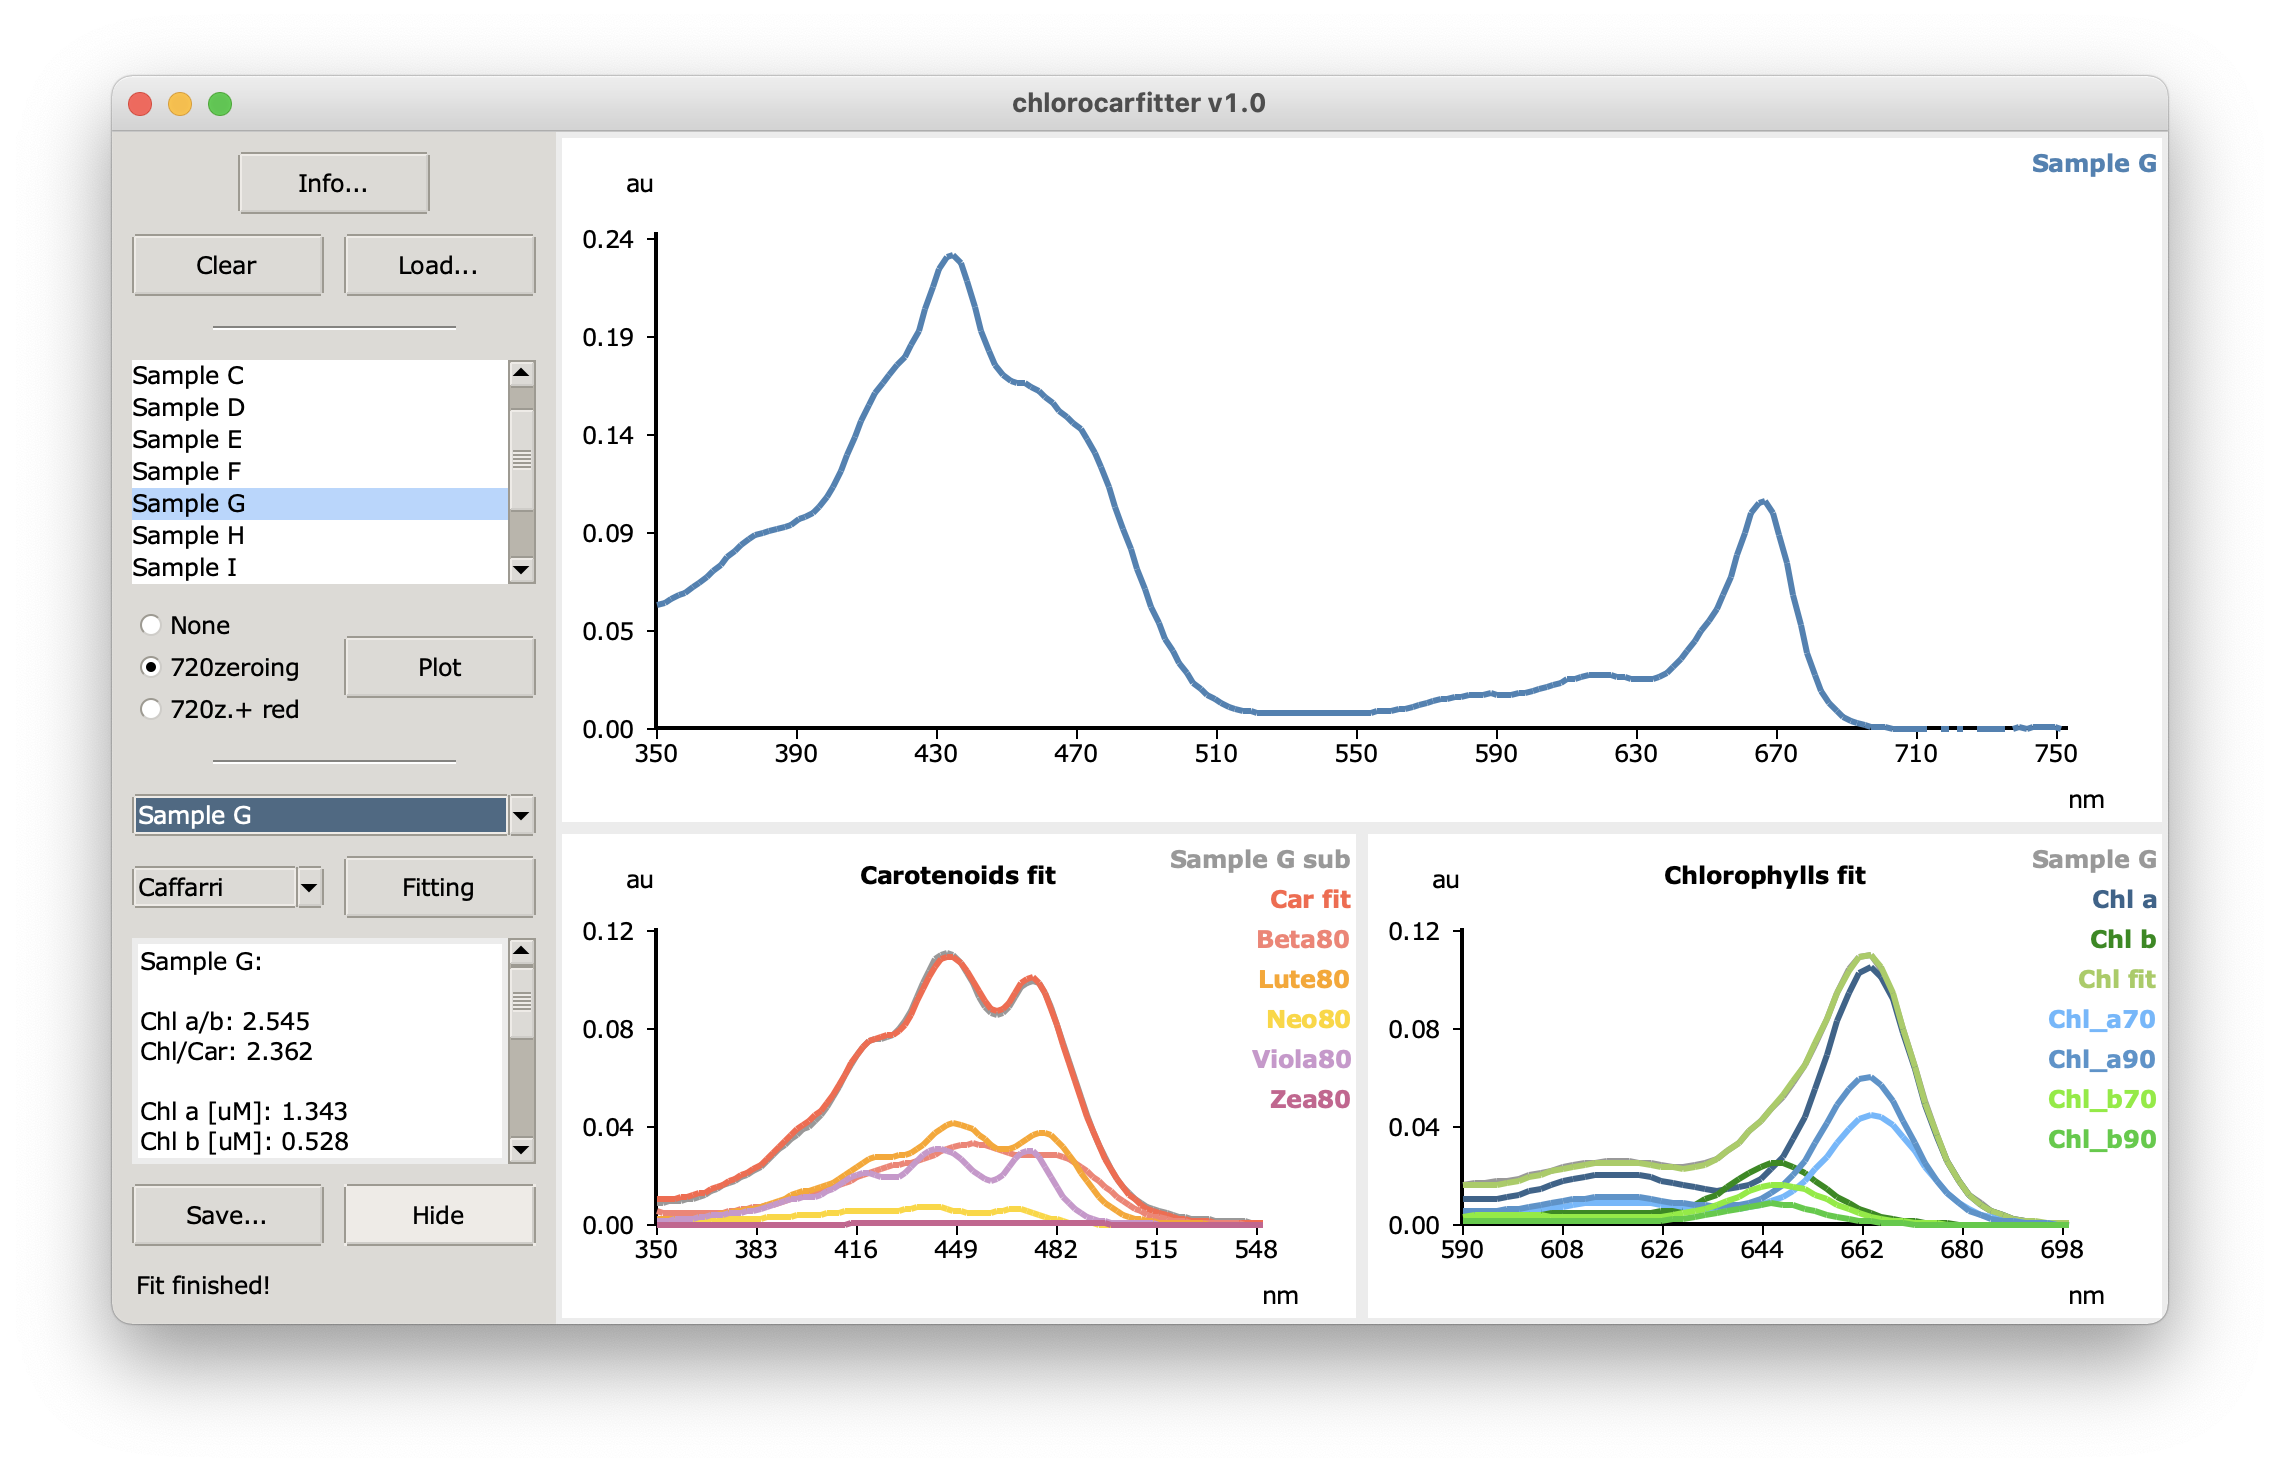 chlorocarfitter v1.0
Info...
Clear
Load...
Sample C
Sample D
Sample E
Sample F
Sample G
Sample H
Sample I
None
720zeroing
720z.+ red
Plot
Sample G
Caffarri
Fitting
Sample G:
Chl a/b: 2.545
Chl/Car: 2.362
Chl a [uM]: 1.343
Chl b [uM]: 0.528
Save...
Hide
Fit finished!
Sample G
au
0.24
0.19
0.14
0.09
0.05
0.00
350 390 430 470 510 550 590 630 670 710 750
nm
Carotenoids fit
au
Sample G sub
Car fit
Beta80
Lute80
Neo80
Viola80
Zea80
0.12
0.08
0.04
0.00
350 383 416 449 482 515 548
nm
Chlorophylls fit
au
Sample G
Chl a
Chl b
Chl fit
Chl_a70
Chl_a90
Chl_b70
Chl_b90
0.12
0.08
0.04
0.00
590 608 626 644 662 680 698
nm